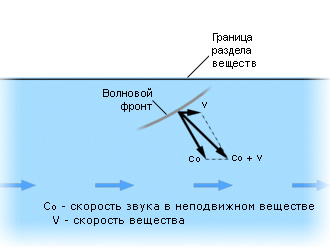 Граница
раздела
веществ
Волновой
фронт
V
Co
Co + V
Co - скорость звука в неподвижном веществе
V - скорость вещества